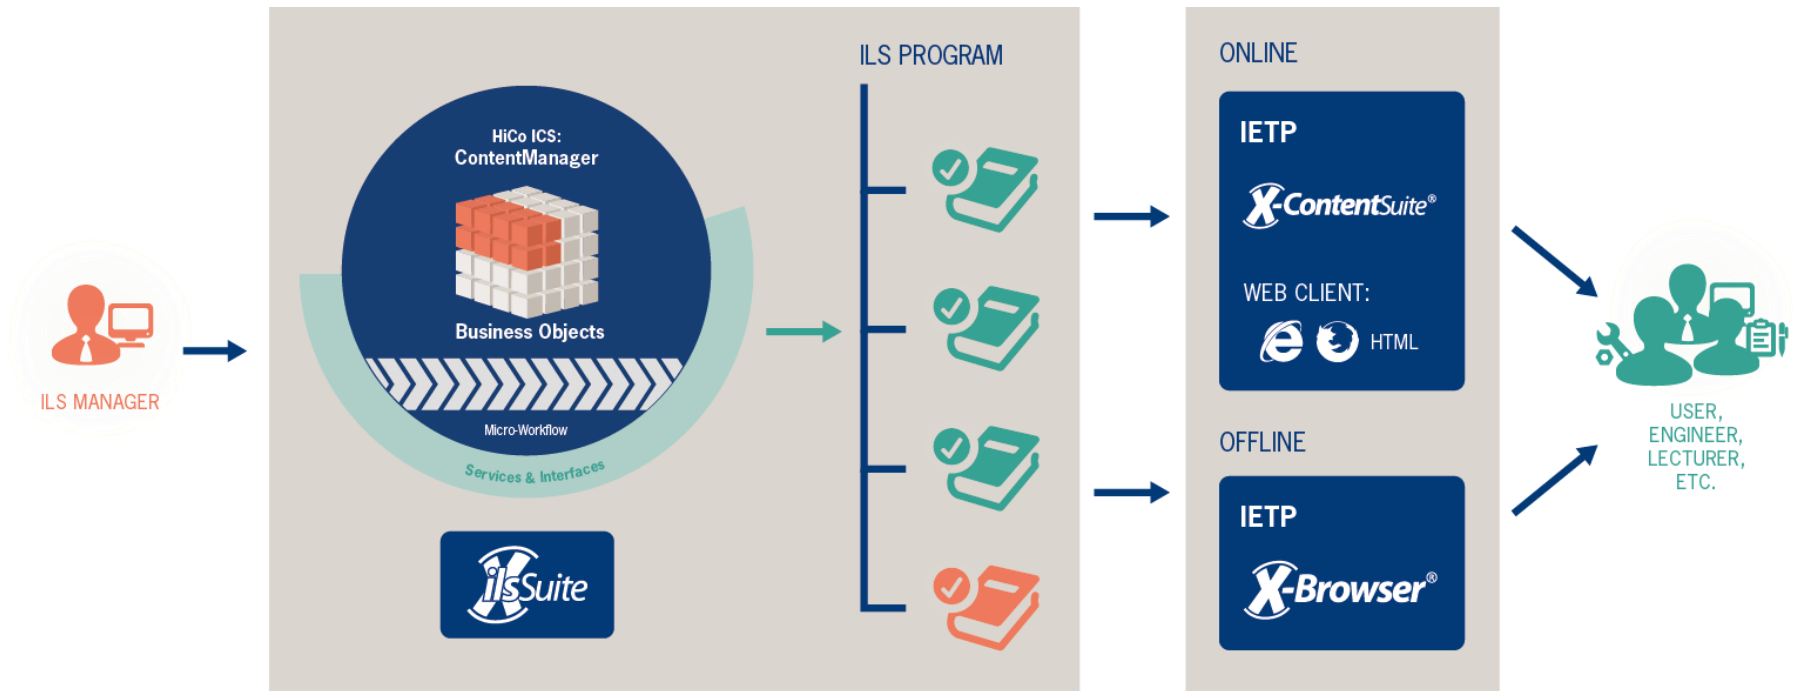 ILS MANAGER
HiCo ICS:
ContentManager
Business Objects
Micro-Workflow
Services & Interfaces
X ilsSuite
ILS PROGRAM
ONLINE
IETP
X-ContentSuite®
WEB CLIENT:
HTML
OFFLINE
IETP
X-Browser®
USER,
ENGINEER,
LECTURER,
ETC.